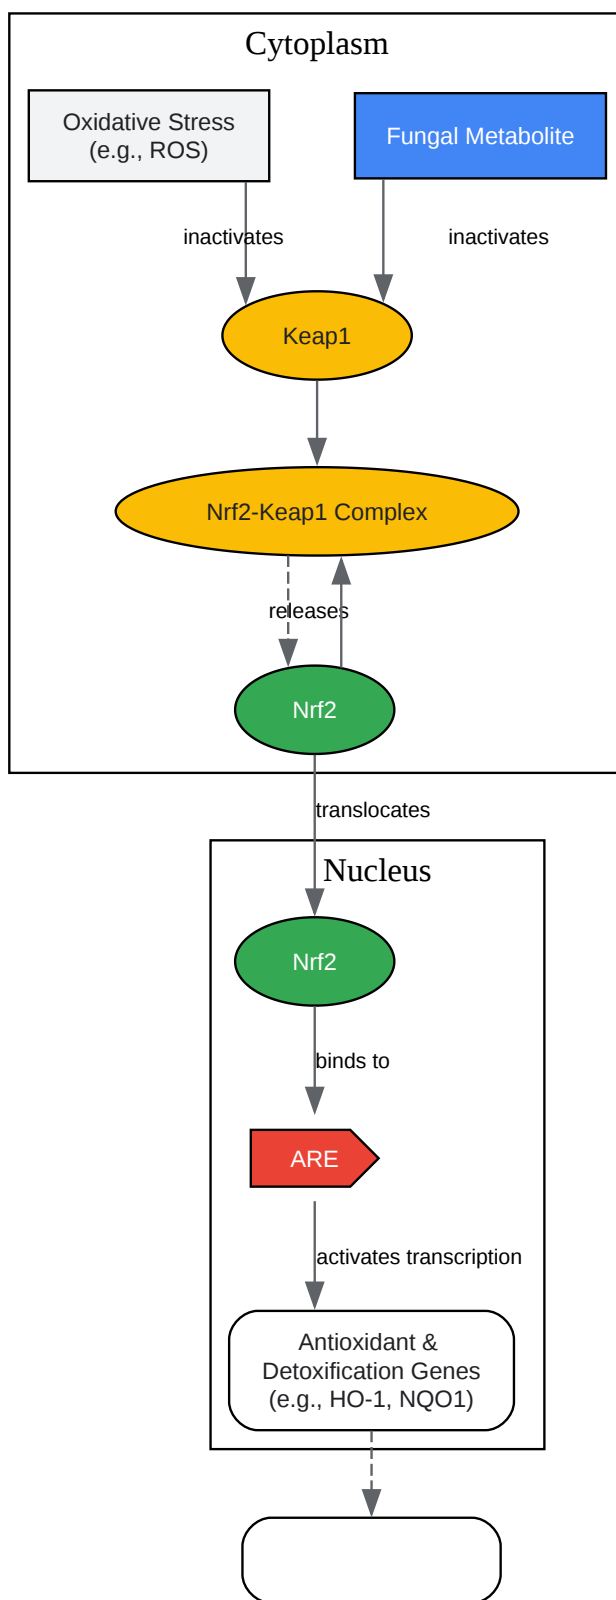 Cytoplasm
Oxidative Stress
(e.g., ROS)
Fungal Metabolite
inactivates
inactivates
Keap1
Nrf2-Keap1 Complex
releases
Nrf2
translocates
Nucleus
Nrf2
binds to
ARE
activates transcription
Antioxidant &
Detoxification Genes
(e.g., HO-1, NQO1)